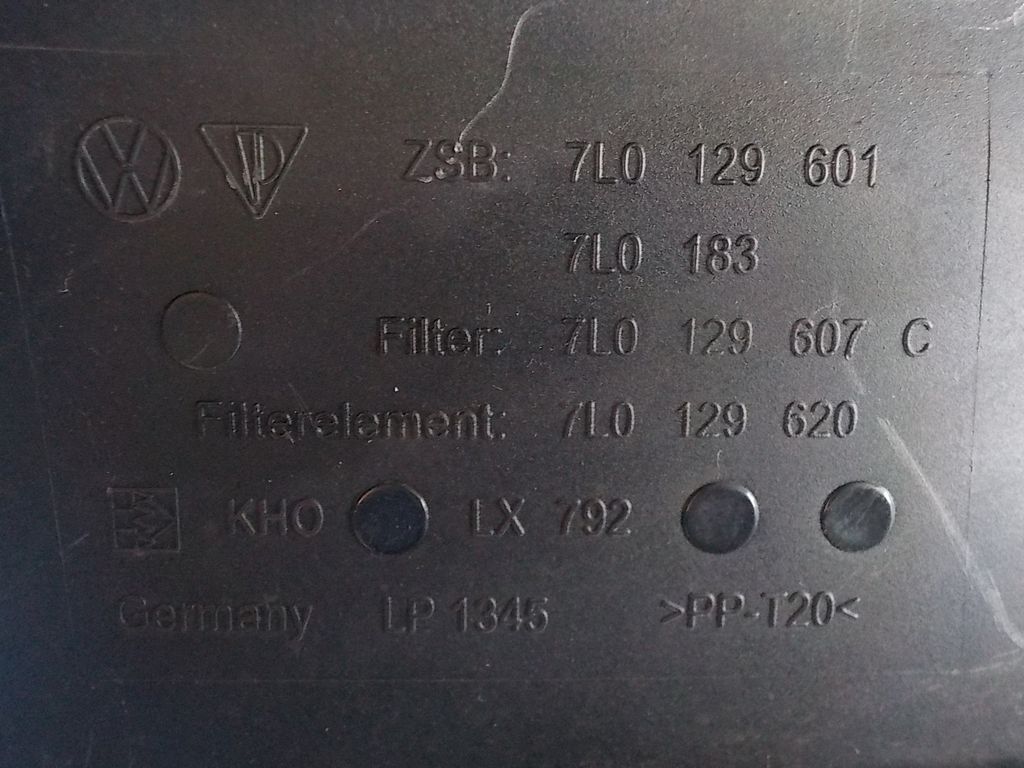 ZSB: 7L0 129 601
7L0 183
Filter: 7L0 129 607 C
Filterelement: 7L0 129 620
KHO LX 792
Germany LP 1345 >PP-T20<